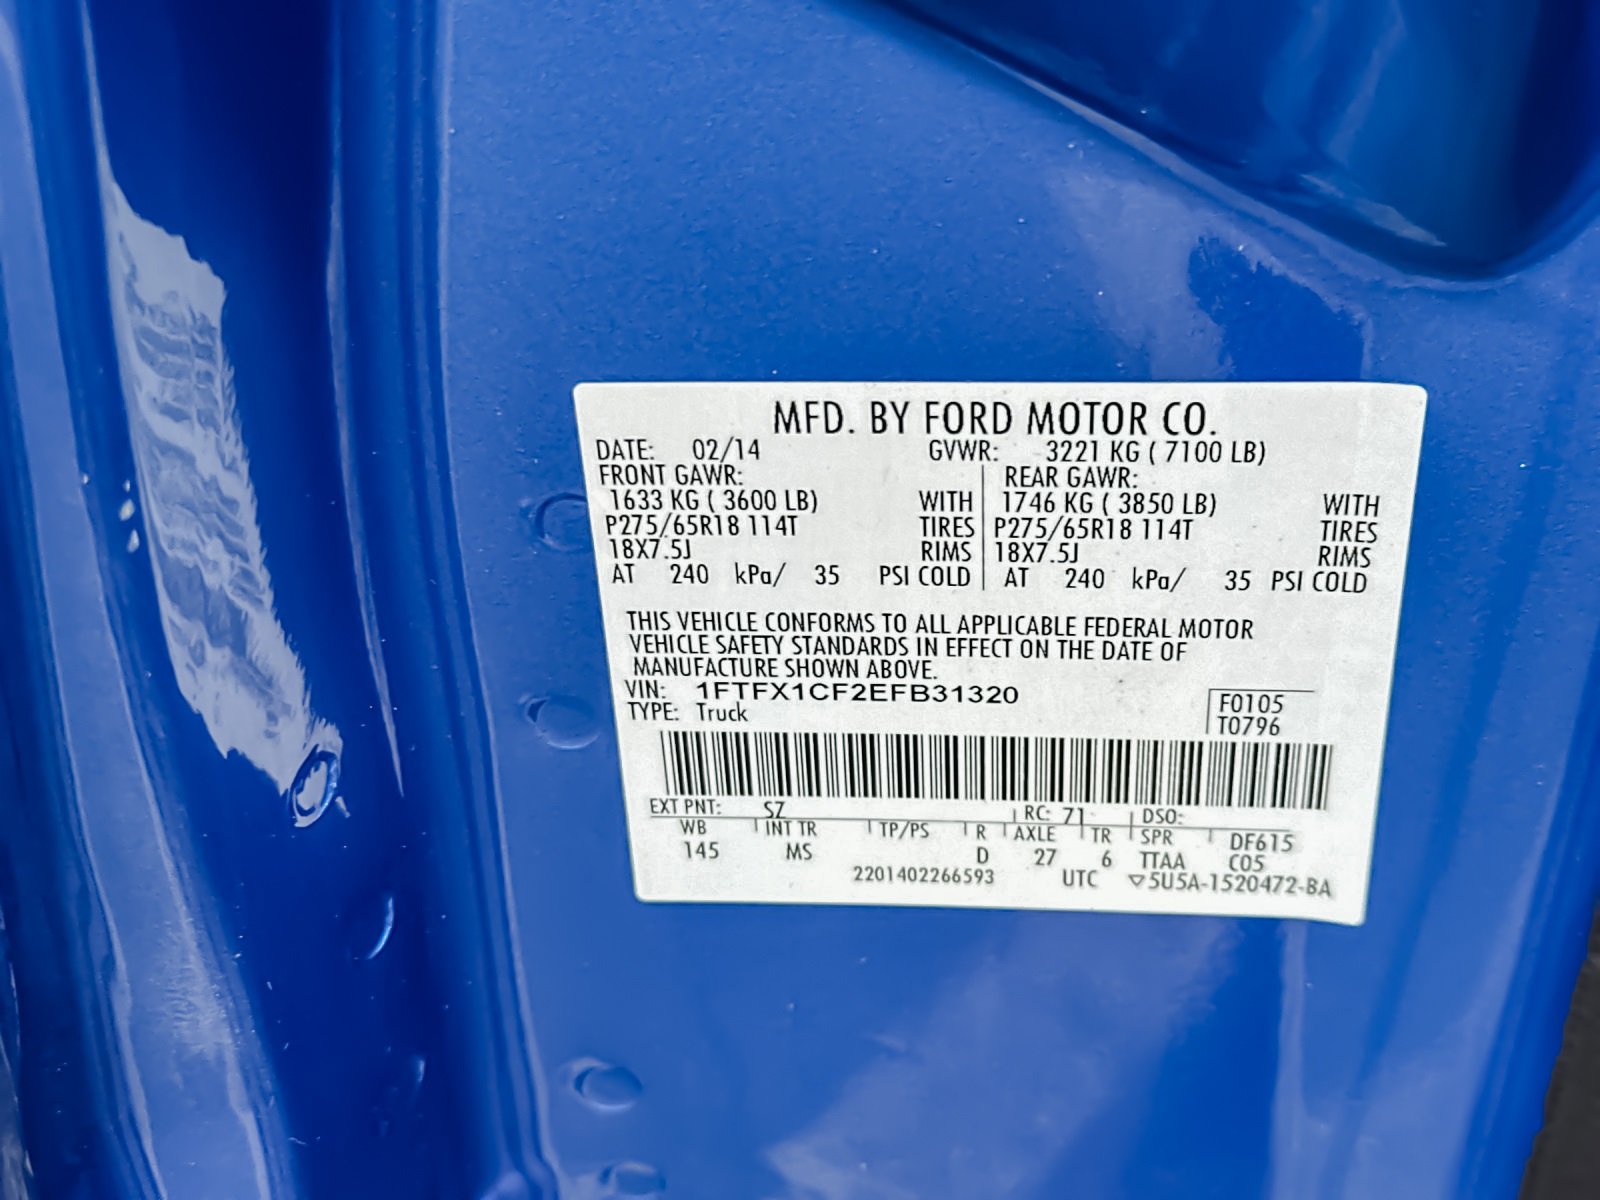 MFD. BY FORD MOTOR CO.
DATE: 02/14 GVWR: 3221 KG ( 7100 LB)
FRONT GAWR: REAR GAWR:
1633 KG ( 3600 LB) WITH 1746 KG ( 3850 LB) WITH
P275/65R18 114T TIRES P275/65R18 114T TIRES
18X7.5J RIMS 18X7.5J RIMS
AT 240 kPa/ 35 PSI COLD AT 240 kPa/ 35 PSI COLD
THIS VEHICLE CONFORMS TO ALL APPLICABLE FEDERAL MOTOR
VEHICLE SAFETY STANDARDS IN EFFECT ON THE DATE OF
MANUFACTURE SHOWN ABOVE.
VIN: 1FTFX1CF2EFB31320 F0105
TYPE: Truck T0796
EXT PNT: SZ RC: 71 DSO:
WB INT TR TP/PS R AXLE TR SPR DF615
145 MS D 27 6 TTAA C05
2201402266593 UTC ▽5U5A-1520472-BA